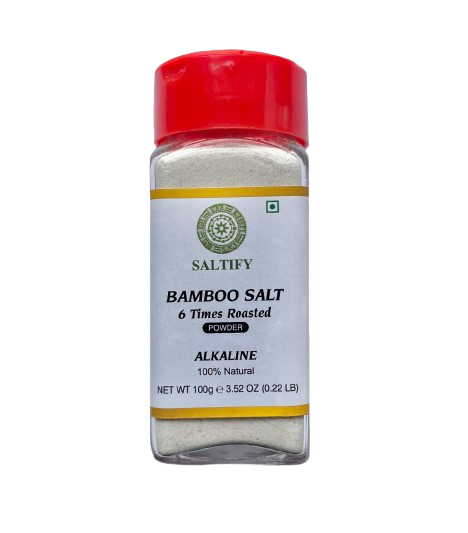 SALTIFY
BAMBOO SALT
6 Times Roasted
POWDER
ALKALINE
100% Natural
NET WT 100g ℮ 3.52 OZ (0.22 LB)